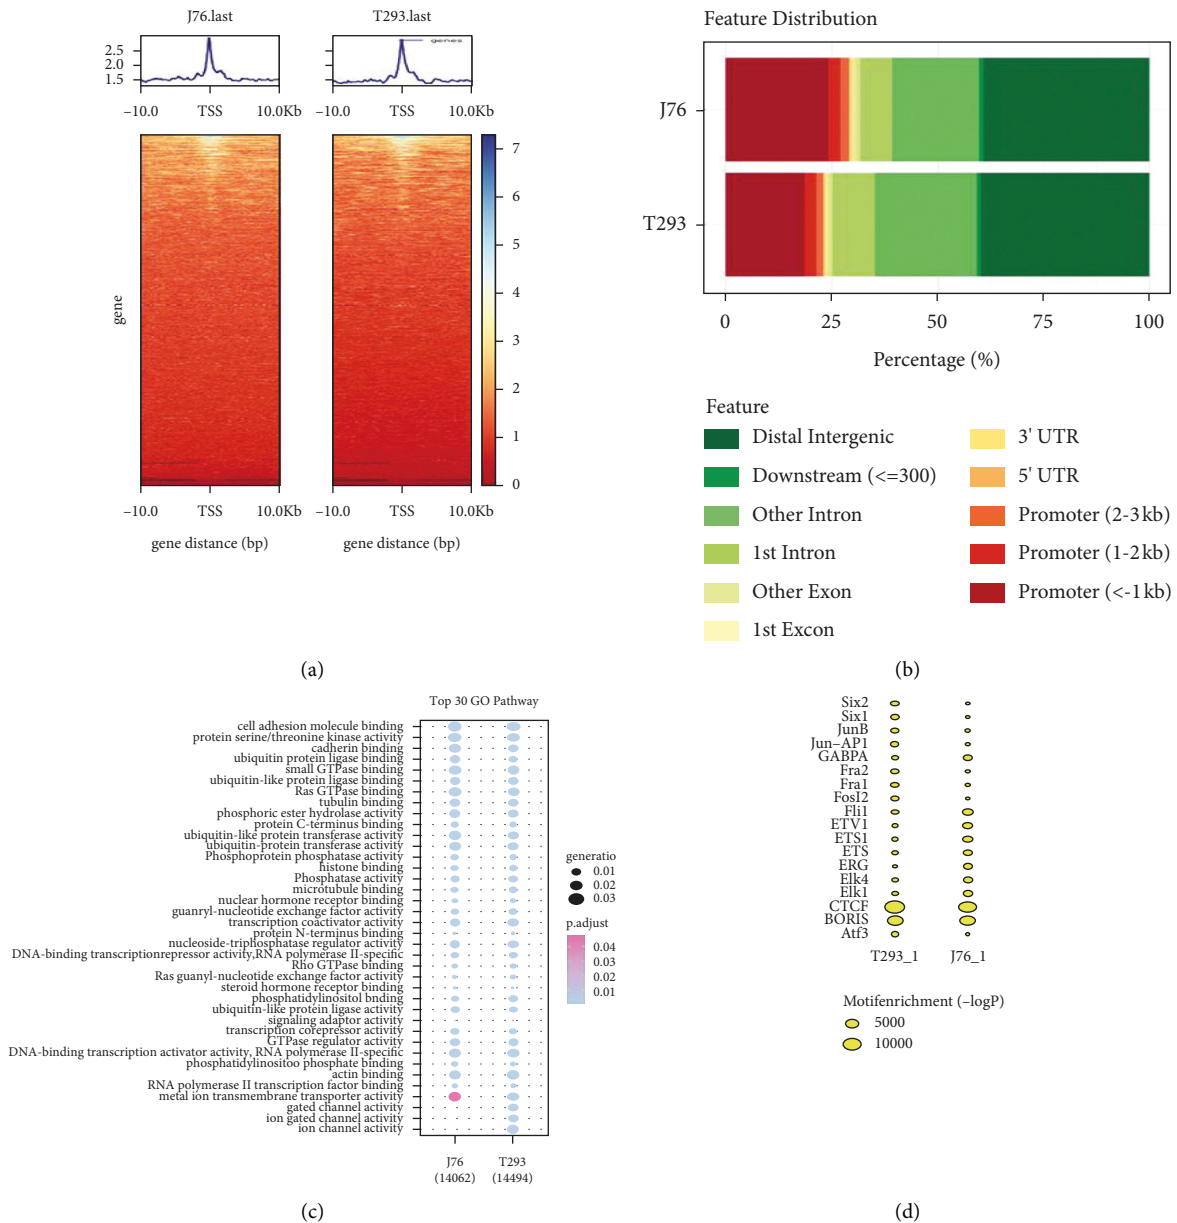 J76.last
T293.last
genes
2.5
2.0
1.5
−10.0 TSS 10.0Kb
−10.0 TSS 10.0Kb
gene
7
6
5
4
3
2
1
0
−10.0 TSS 10.0Kb
−10.0 TSS 10.0Kb
gene distance (bp)
gene distance (bp)
(a)
Feature Distribution
J76
T293
0 25 50 75 100
Percentage (%)
Feature
Distal Intergenic
Downstream (<=300)
Other Intron
1st Intron
Other Exon
1st Excon
3' UTR
5' UTR
Promoter (2-3kb)
Promoter (1-2kb)
Promoter (<-1kb)
(b)
Top 30 GO Pathway
cell adhesion molecule binding
protein serine/threonine kinase activity
cadherin binding
ubiquitin protein ligase binding
small GTPase binding
ubiquitin-like protein ligase binding
Ras GTPase binding
tubulin binding
phosphoric ester hydrolase activity
protein C-terminus binding
ubiquitin-like protein transferase activity
ubiquitin-protein transferase activity
Phosphoprotein phosphatase activity
histone binding
Phosphatase activity
microtubule binding
nuclear hormone receptor binding
guanryl-nucleotide exchange factor activity
transcription coactivator activity
protein N-terminus binding
nucleoside-triphosphatase regulator activity
DNA-binding transcriptionrepressor activity,RNA polymerase II-specific
Rho GTPase binding
Ras guanyl-nucleotide exchange factor activity
steroid hormone receptor binding
phosphatidylinositol bnding
ubiquitin-like protein ligase activity
signaling adaptor activity
transcription corepressor activity
GTPase regulator activity
DNA-binding transcription activator activity, RNA polymerase II-specific
phosphatidylinositoo phosphate binding
actin binding
RNA polymerase II transcription factor binding
metal ion transmembrane transporter activity
gated channel activity
ion gated channel activity
ion channel activity
J76
(14062)
T293
(14494)
generatio
0.01
0.02
0.03
p.adjust
0.04
0.03
0.02
0.01
(c)
Six2
Six1
JunB
Jun−AP1
GABPA
Fra2
Fra1
FosI2
Fli1
ETV1
ETS1
ETS
ERG
Elk4
Elk1
CTCF
BORIS
Atf3
T293_1 J76_1
Motifenrichment (−logP)
5000
10000
(d)